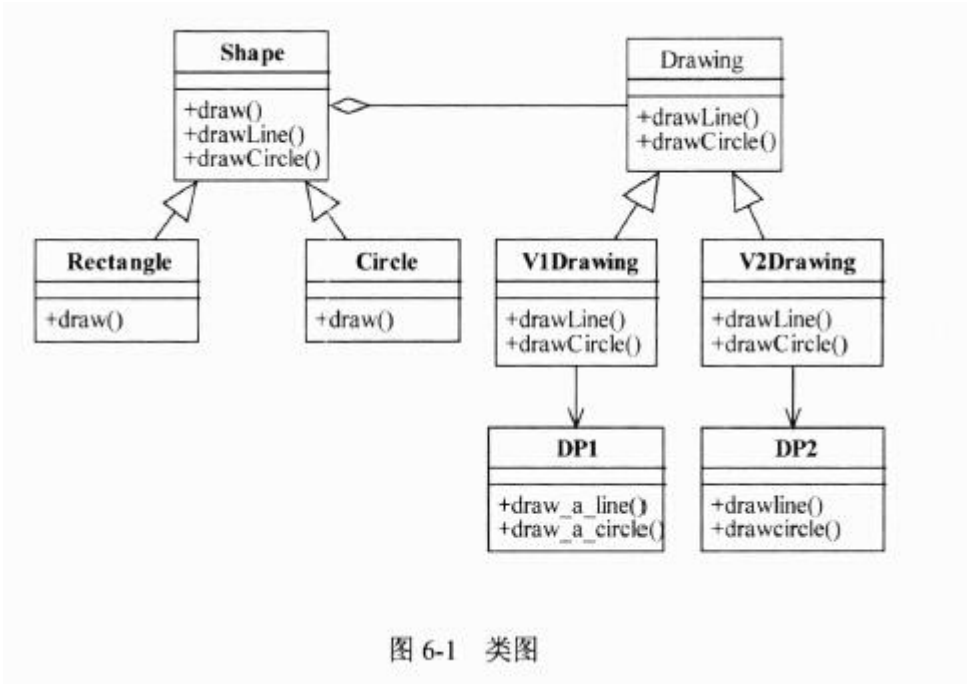 Shape
+draw()
+drawLine()
+drawCircle()
Drawing
+drawLine()
+drawCircle()
Rectangle
+draw()
Circle
+draw()
V1Drawing
+drawLine()
+drawCircle()
V2Drawing
+drawLine()
+drawCircle()
DP1
+draw_a_line()
+draw_a_circle()
DP2
+drawline()
+drawcircle()
图 6-1 类图